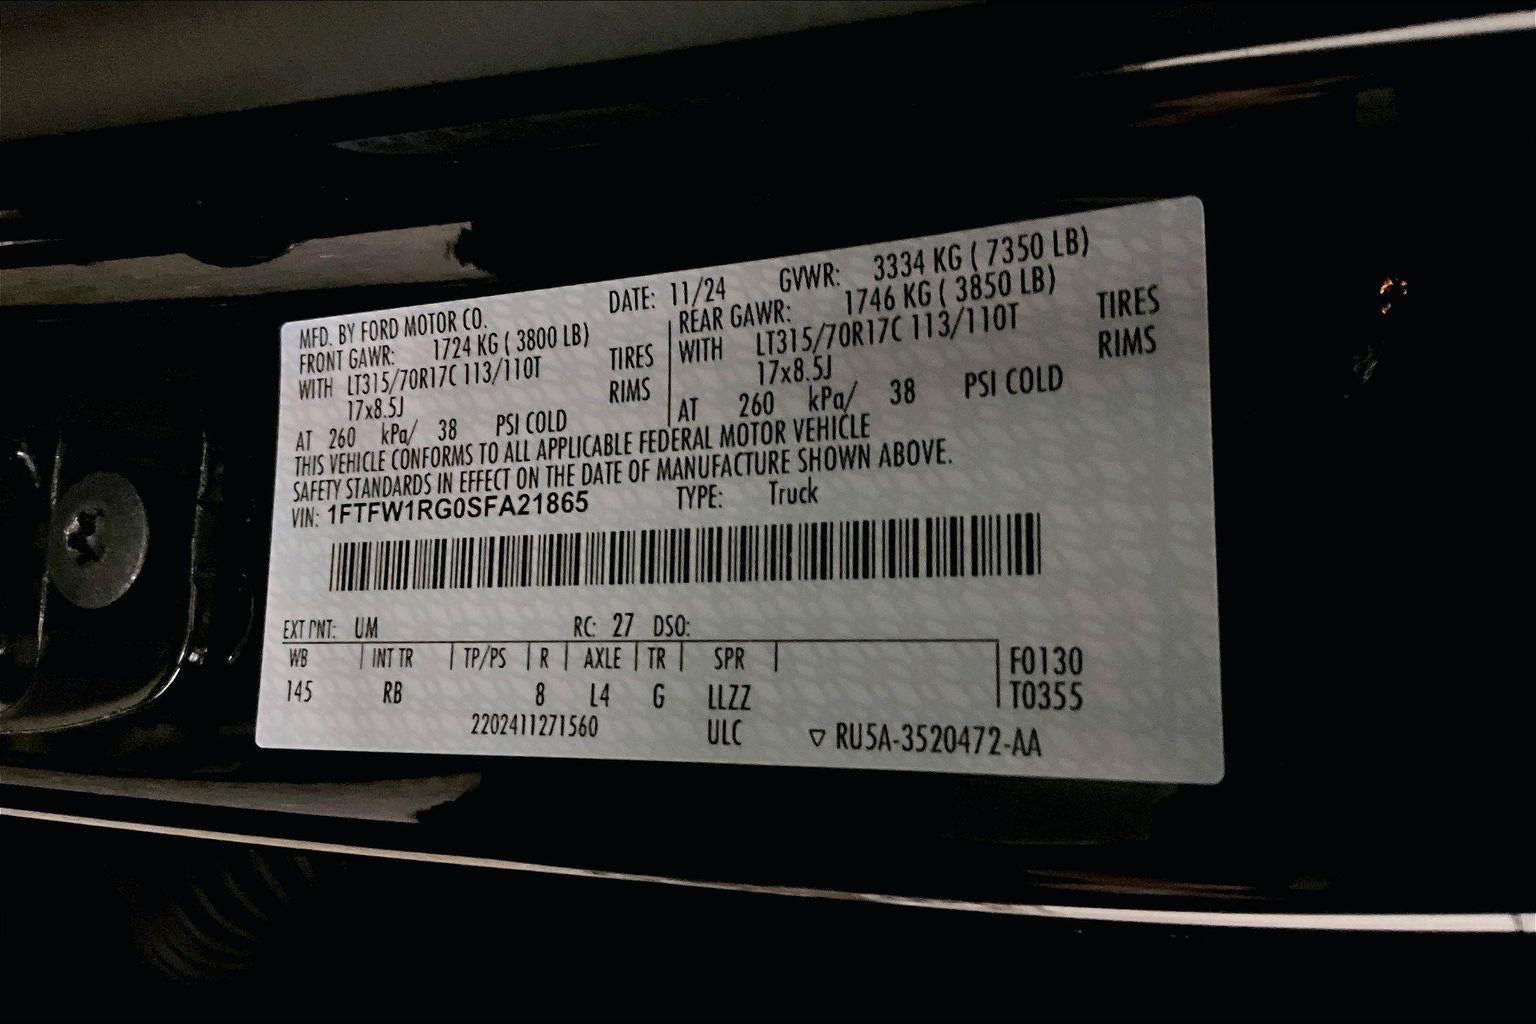 MFD. BY FORD MOTOR CO. DATE: 11/24 GVWR: 3334 KG ( 7350 LB)
FRONT GAWR: 1724 KG ( 3800 LB) REAR GAWR: 1746 KG ( 3850 LB)
WITH LT315/70R17C 113/110T TIRES WITH LT315/70R17C 113/110T TIRES
17x8.5J RIMS 17x8.5J RIMS
AT 260 kPa/ 38 PSI COLD AT 260 kPa/ 38 PSI COLD
THIS VEHICLE CONFORMS TO ALL APPLICABLE FEDERAL MOTOR VEHICLE
SAFETY STANDARDS IN EFFECT ON THE DATE OF MANUFACTURE SHOWN ABOVE.
VIN: 1FTFW1RG0SFA21865 TYPE: Truck
EXT PNT: UM RC: 27 DSO:
WB INT TR TP/PS R AXLE TR SPR F0130
145 RB 8 L4 G LLZZ T0355
2202411271560 ULC ▽ RU5A-3520472-AA